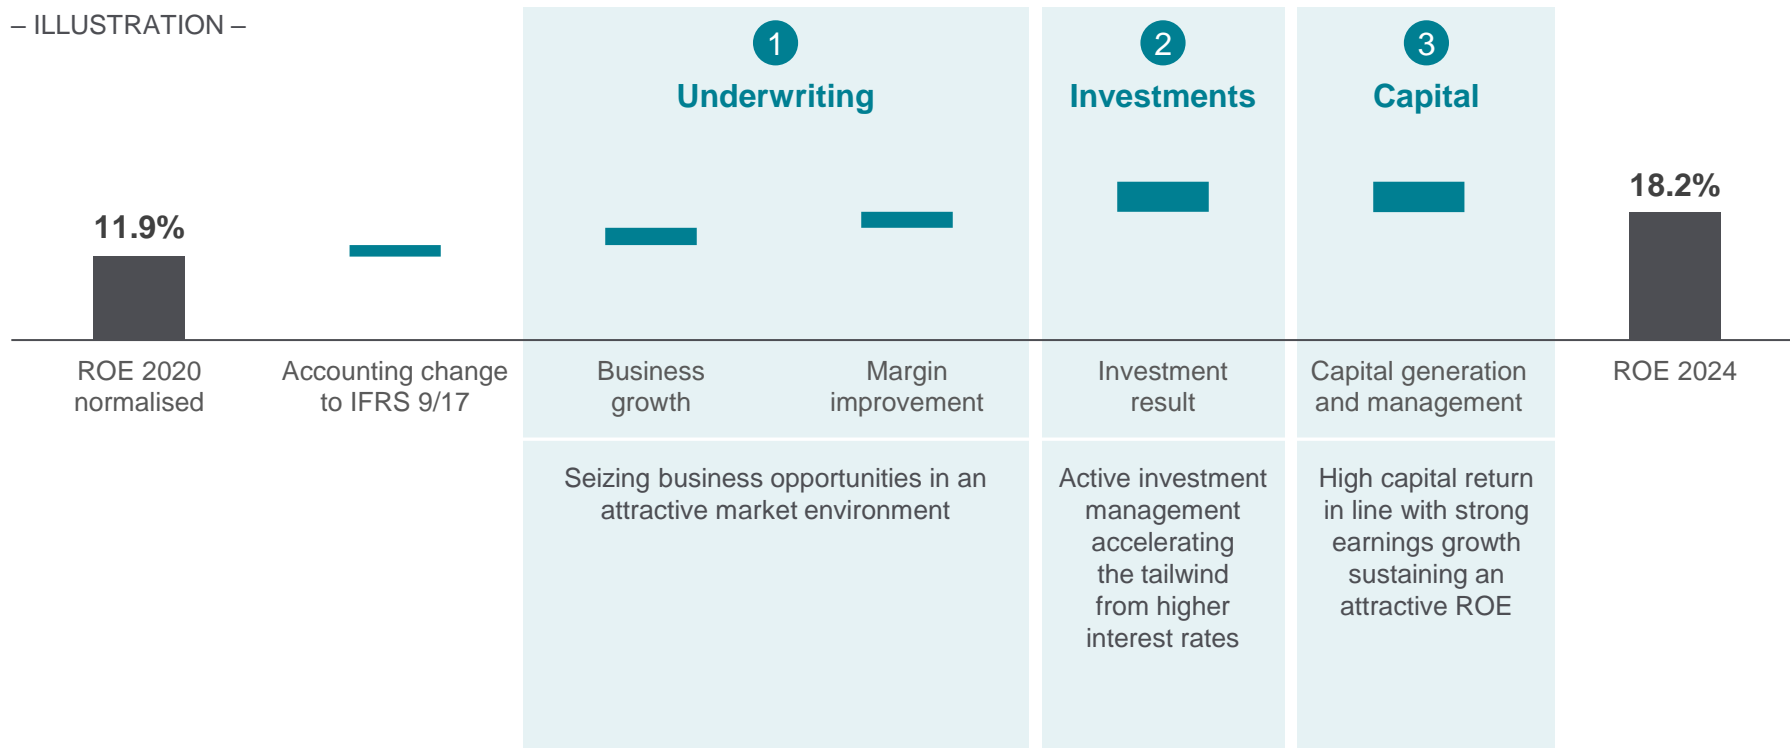 – ILLUSTRATION –
1
Underwriting
2
Investments
3
Capital
11.9%
18.2%
ROE 2020
normalised
Accounting change
to IFRS 9/17
Business
growth
Margin
improvement
Investment
result
Capital generation
and management
ROE 2024
Seizing business opportunities in an
attractive market environment
Active investment
management
accelerating
the tailwind
from higher
interest rates
High capital return
in line with strong
earnings growth
sustaining an
attractive ROE